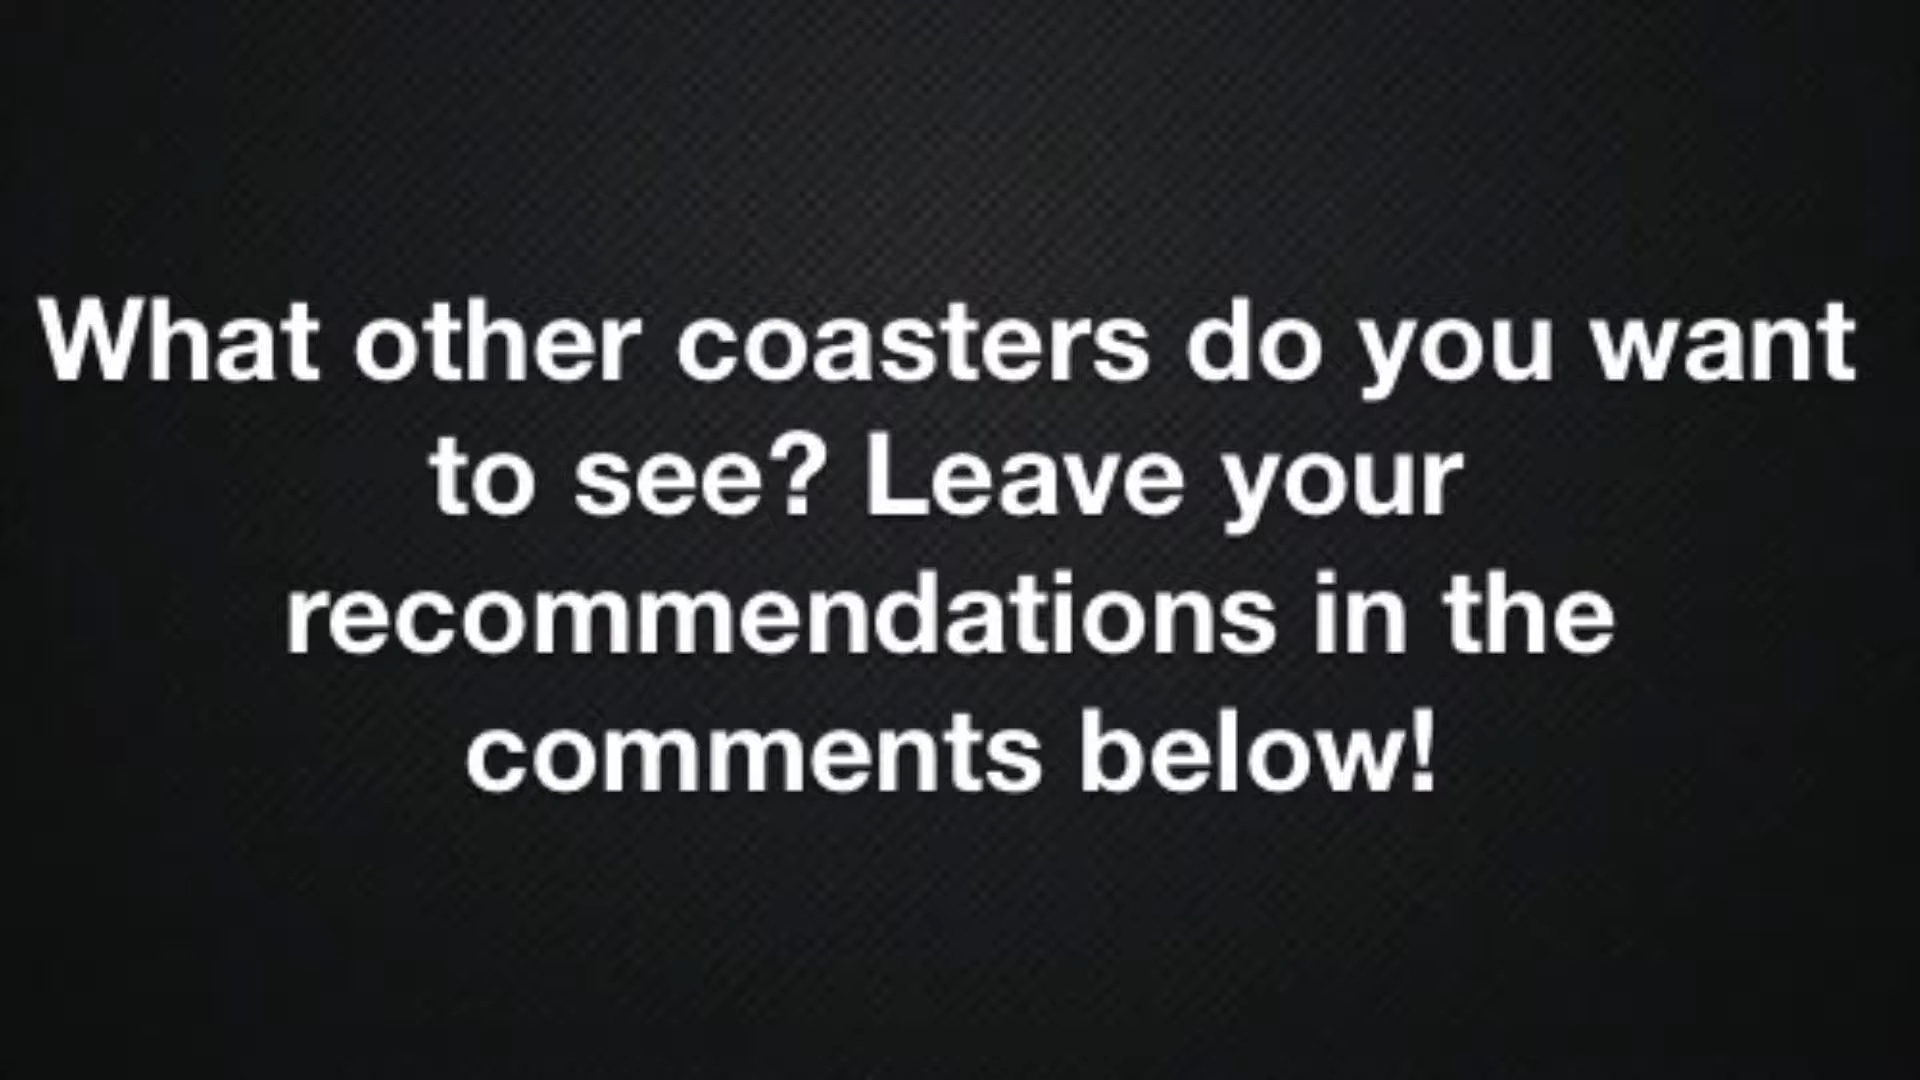 What other coasters do you want
to see? Leave your
recommendations in the
comments below!